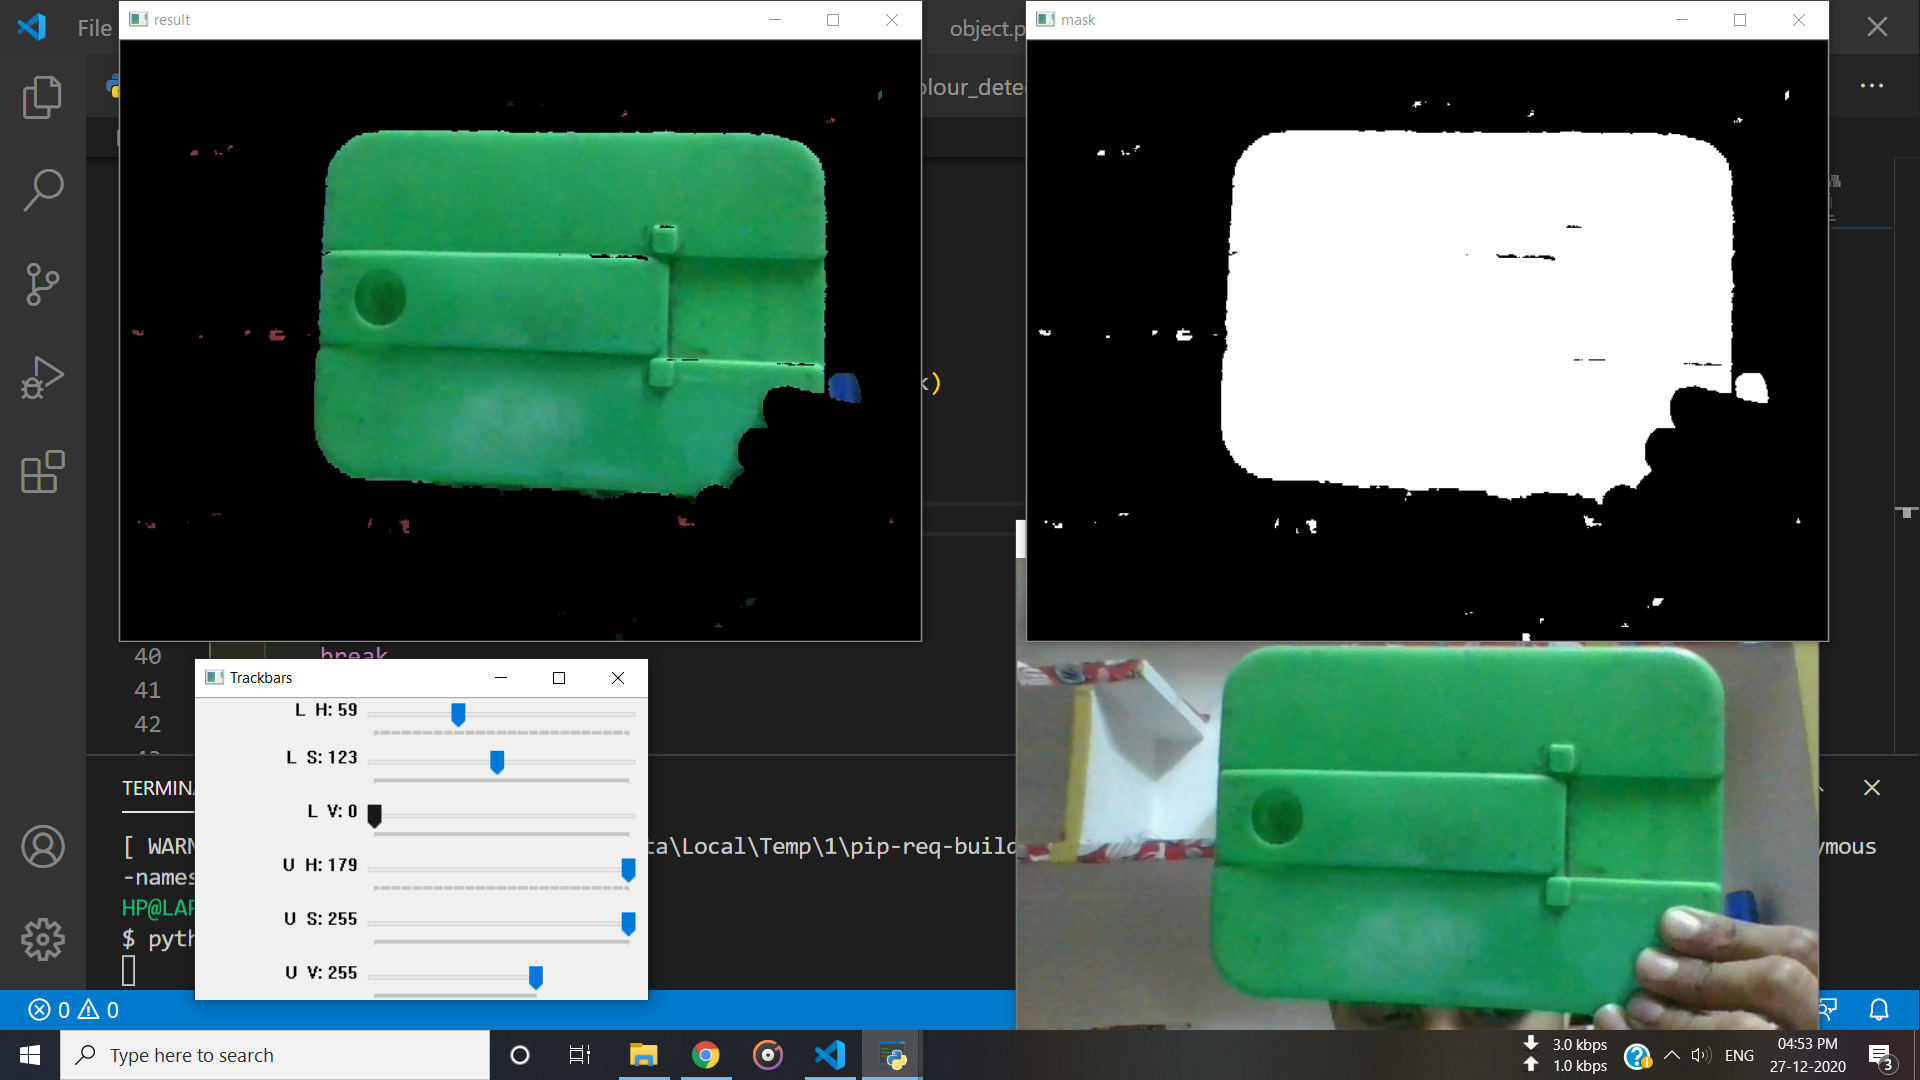 result
mask
File
object.p
olour_dete
k)
40
break
41
42
Trackbars
L H: 59
L S: 123
L V: 0
U H: 179
U S: 255
U V: 255
[ WARN
ta\Local\Temp\1\pip-req-build
ymous
-names
HP@LAP
$ pyth
0
0
Type here to search
3.0 kbps
1.0 kbps
ENG
04:53 PM
27-12-2020
3